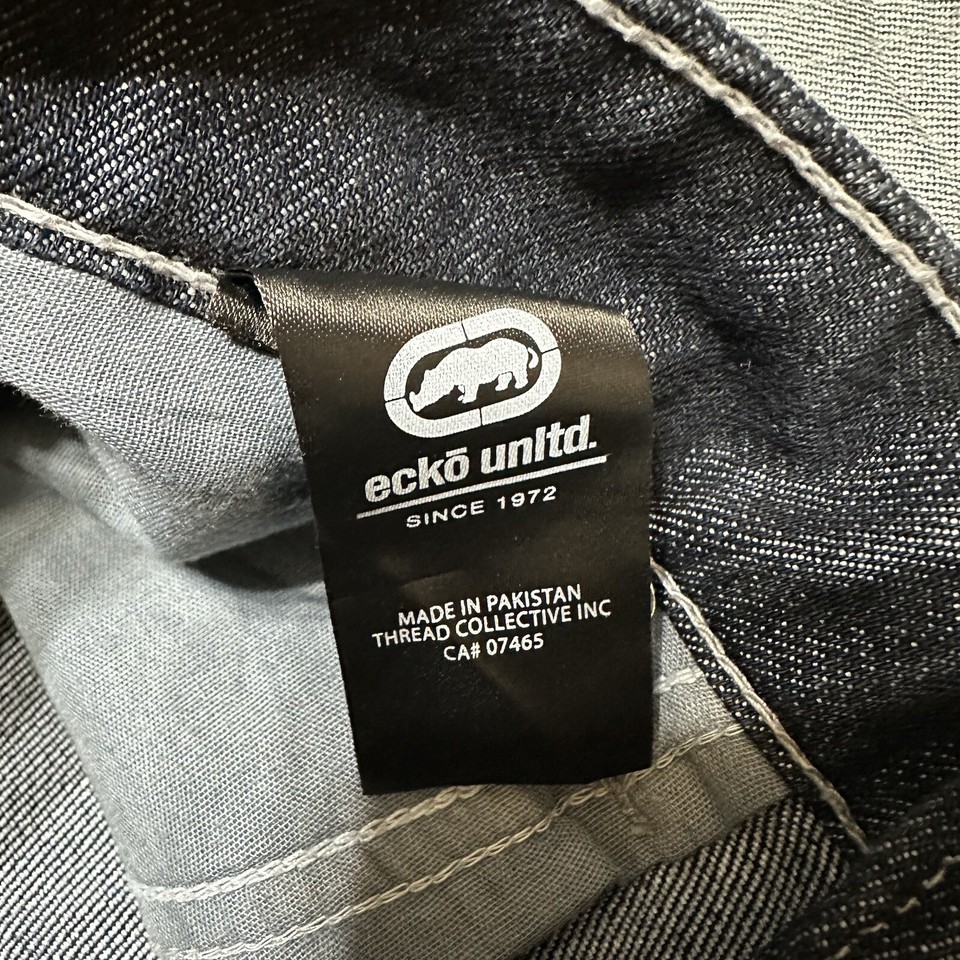 eckō unltd.
SINCE 1972
MADE IN PAKISTAN
THREAD COLLECTIVE INC
CA# 07465